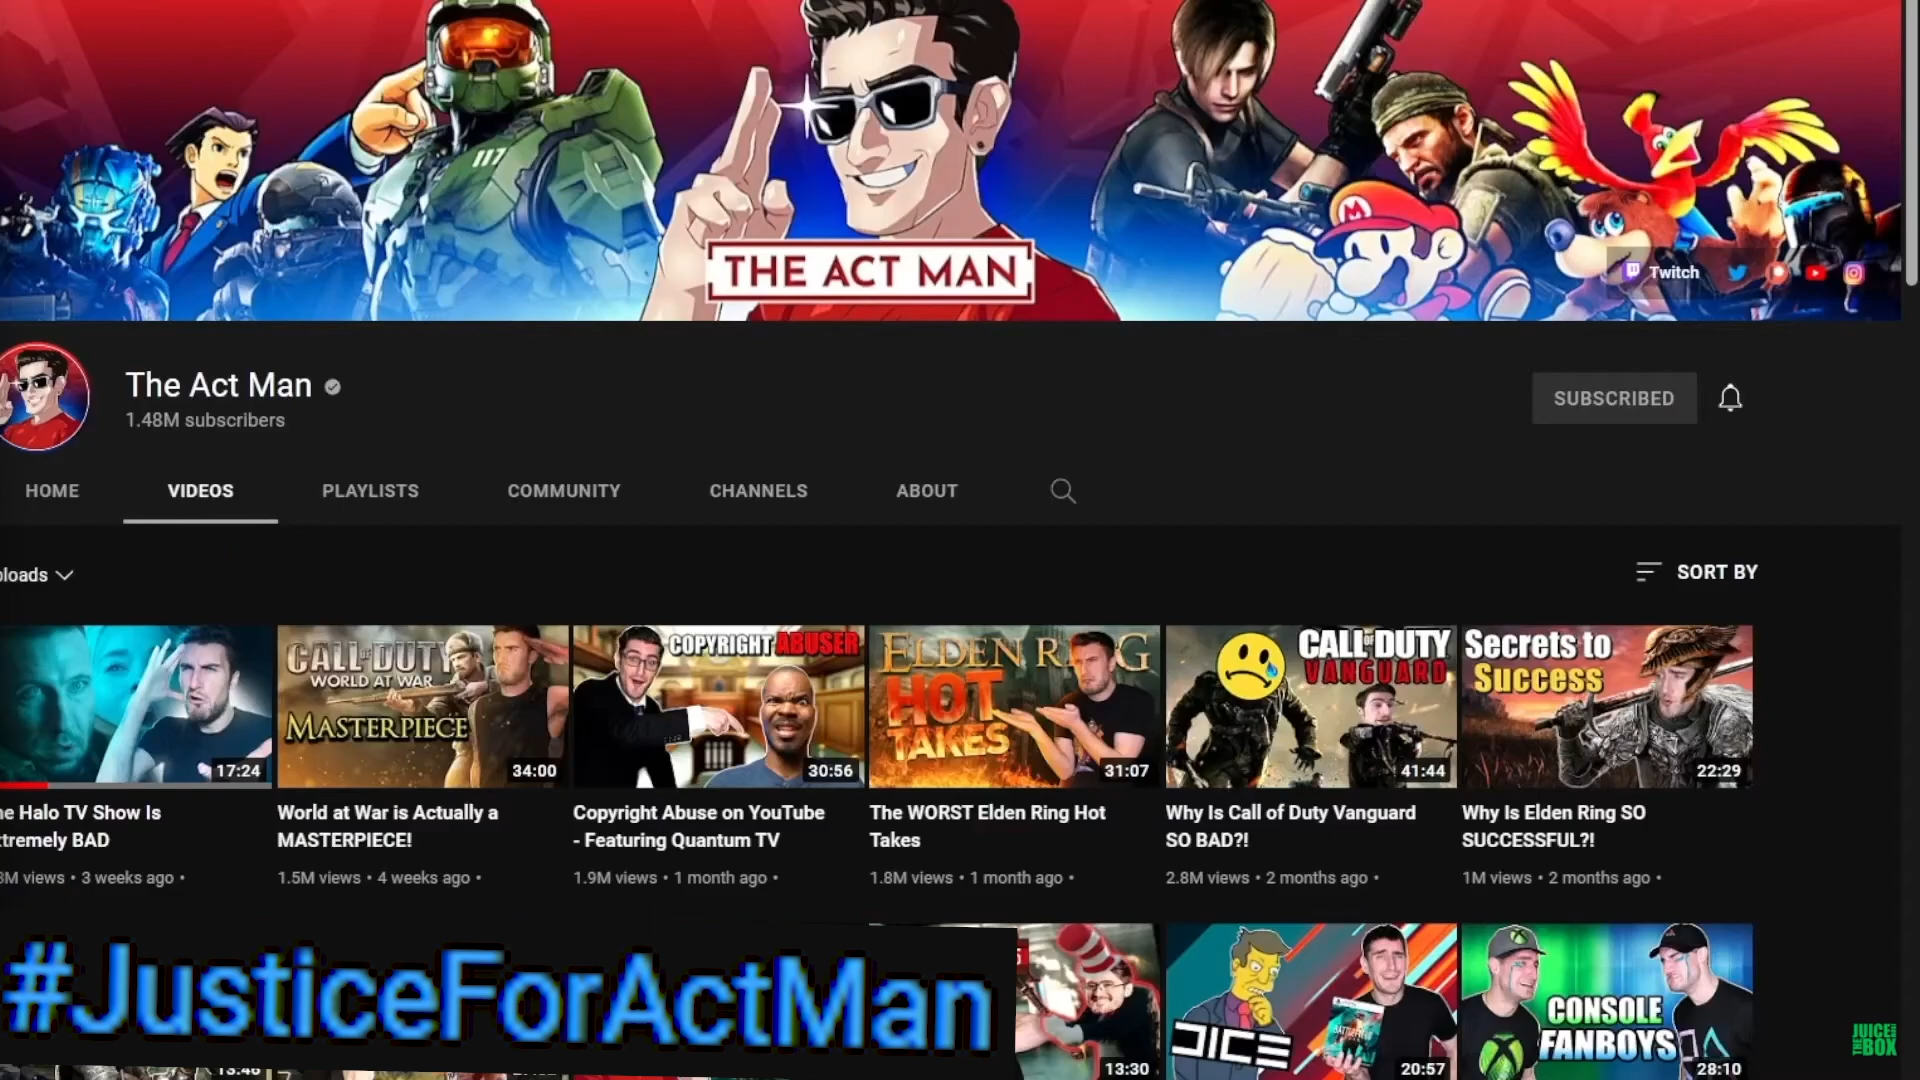 117
THE ACT MAN
Twitch
The Act Man
1.48M subscribers
SUBSCRIBED
HOME VIDEOS PLAYLISTS COMMUNITY CHANNELS ABOUT
SORT BY
CALL OF DUTY
WORLD AT WAR
MASTERPIECE
COPYRIGHT ABUSER
ELDEN RING
HOT
TAKES
CALL OF DUTY
VANGUARD
Secrets to
Success
17:24 34:00 30:56 31:07 41:44 22:29
Halo TV Show Is
BAD
World at War is Actually a
MASTERPIECE!
Copyright Abuse on YouTube
- Featuring Quantum TV
The WORST Elden Ring Hot
Takes
Why Is Call of Duty Vanguard
SO BAD?!
Why Is Elden Ring SO
SUCCESSFUL?!
views • 3 weeks ago •
1.5M views • 4 weeks ago •
1.9M views • 1 month ago •
1.8M views • 1 month ago •
2.8M views • 2 months ago •
1M views • 2 months ago •
#JusticeForActMan
DICE
CONSOLE
FANBOYS
13:30 20:57 28:10
JUICE
THE BOX